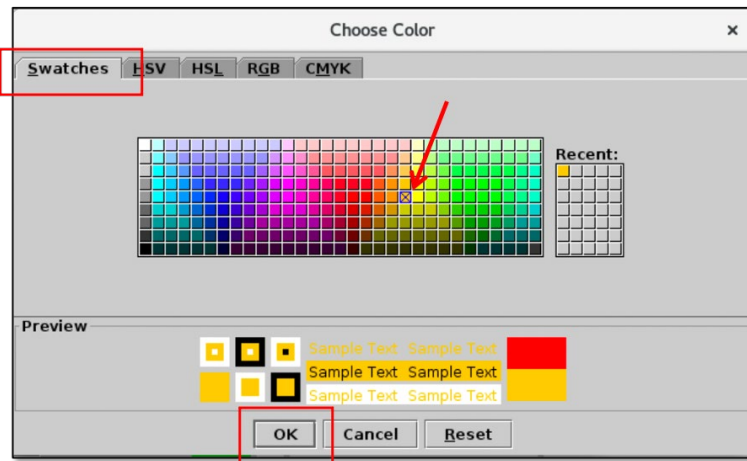 Choose Color ×
Swatches HSV HSL RGB CMYK
Recent:
Preview
Sample Text Sample Text
Sample Text Sample Text
Sample Text Sample Text
OK Cancel Reset